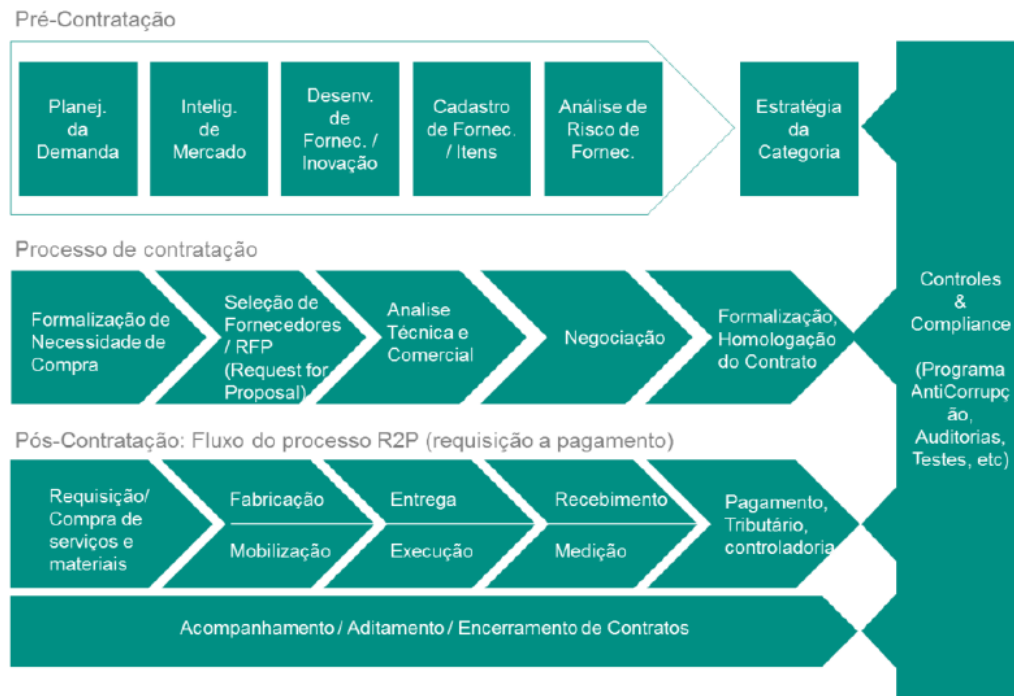 Pré-Contratação
Planej.
da
Demanda
Intelig.
de
Mercado
Desenv.
de
Fornec. /
Inovação
Cadastro
de Fornec.
/ Itens
Análise de
Risco de
Fornec.
Estratégia
da
Categoria
Processo de contratação
Formalização de
Necessidade de
Compra
Seleção de
Fornecedores
/ RFP
(Request for
Proposal)
Analise
Técnica e
Comercial
Negociação
Formalização,
Homologação
do Contrato
Controles
&
Compliance
(Programa
AntiCorrupç
ão,
Auditorias,
Testes, etc)
Pós-Contratação: Fluxo do processo R2P (requisição a pagamento)
Requisição/
Compra de
serviços e
materiais
Fabricação
Mobilização
Entrega
Execução
Recebimento
Medição
Pagamento,
Tributário,
controladoria
Acompanhamento / Aditamento / Encerramento de Contratos